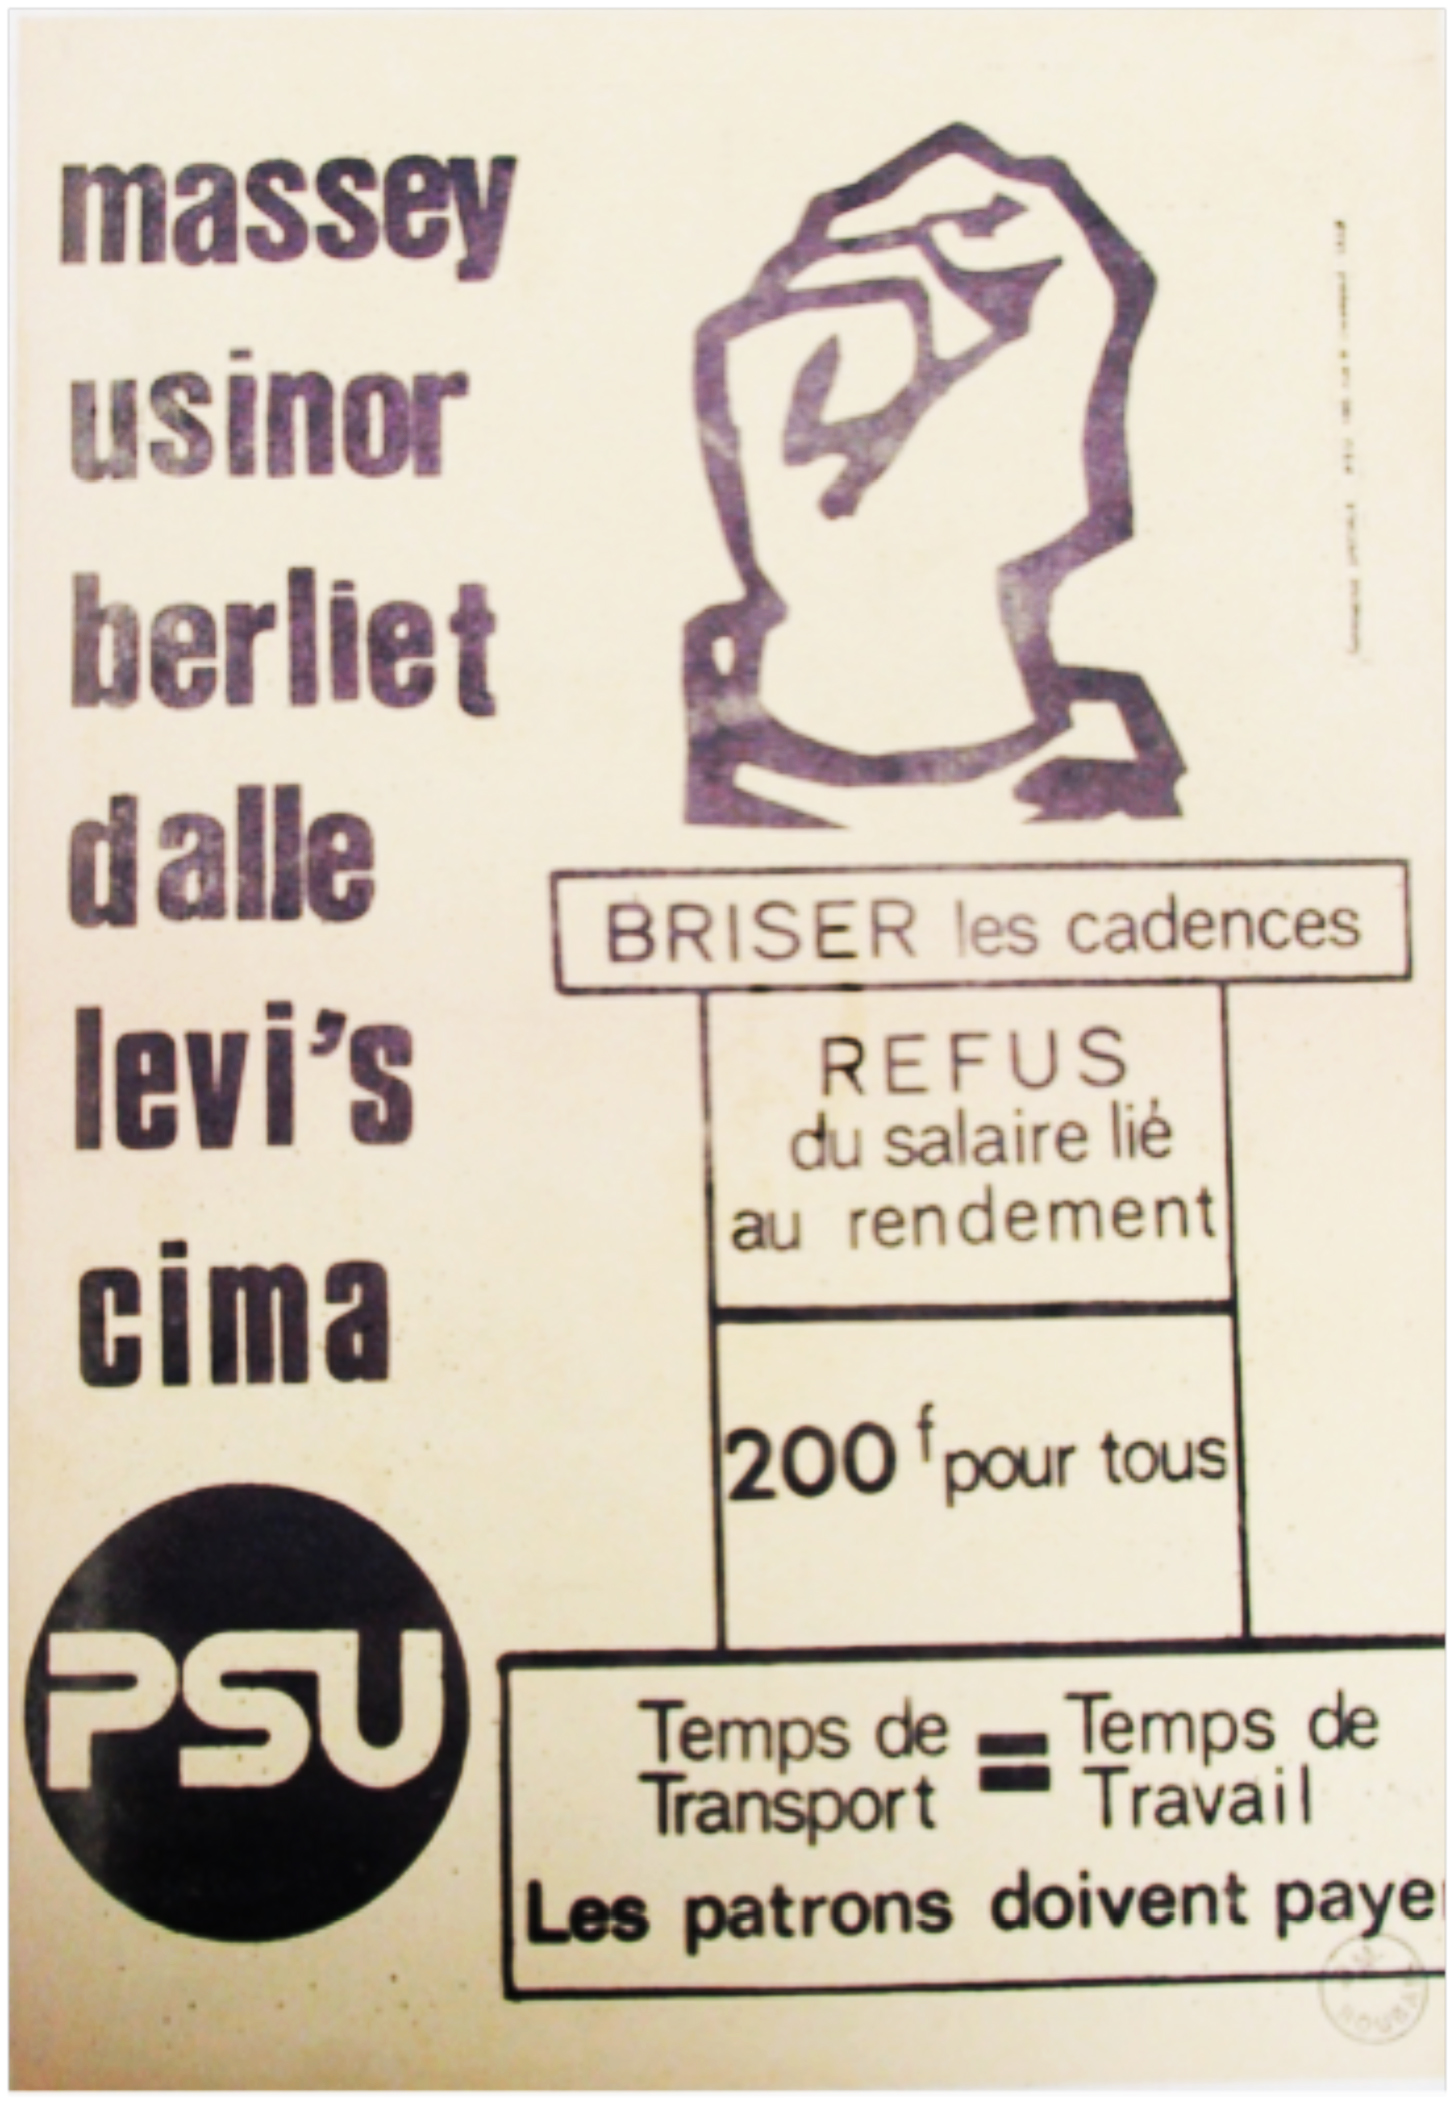 massey
usinor
berliet
dalle
levi's
cima
PSU
BRISER les cadences
REFUS
du salaire lié
au rendement
200 f pour tous
Temps de = Temps de
Transport Travail
Les patrons doivent paye